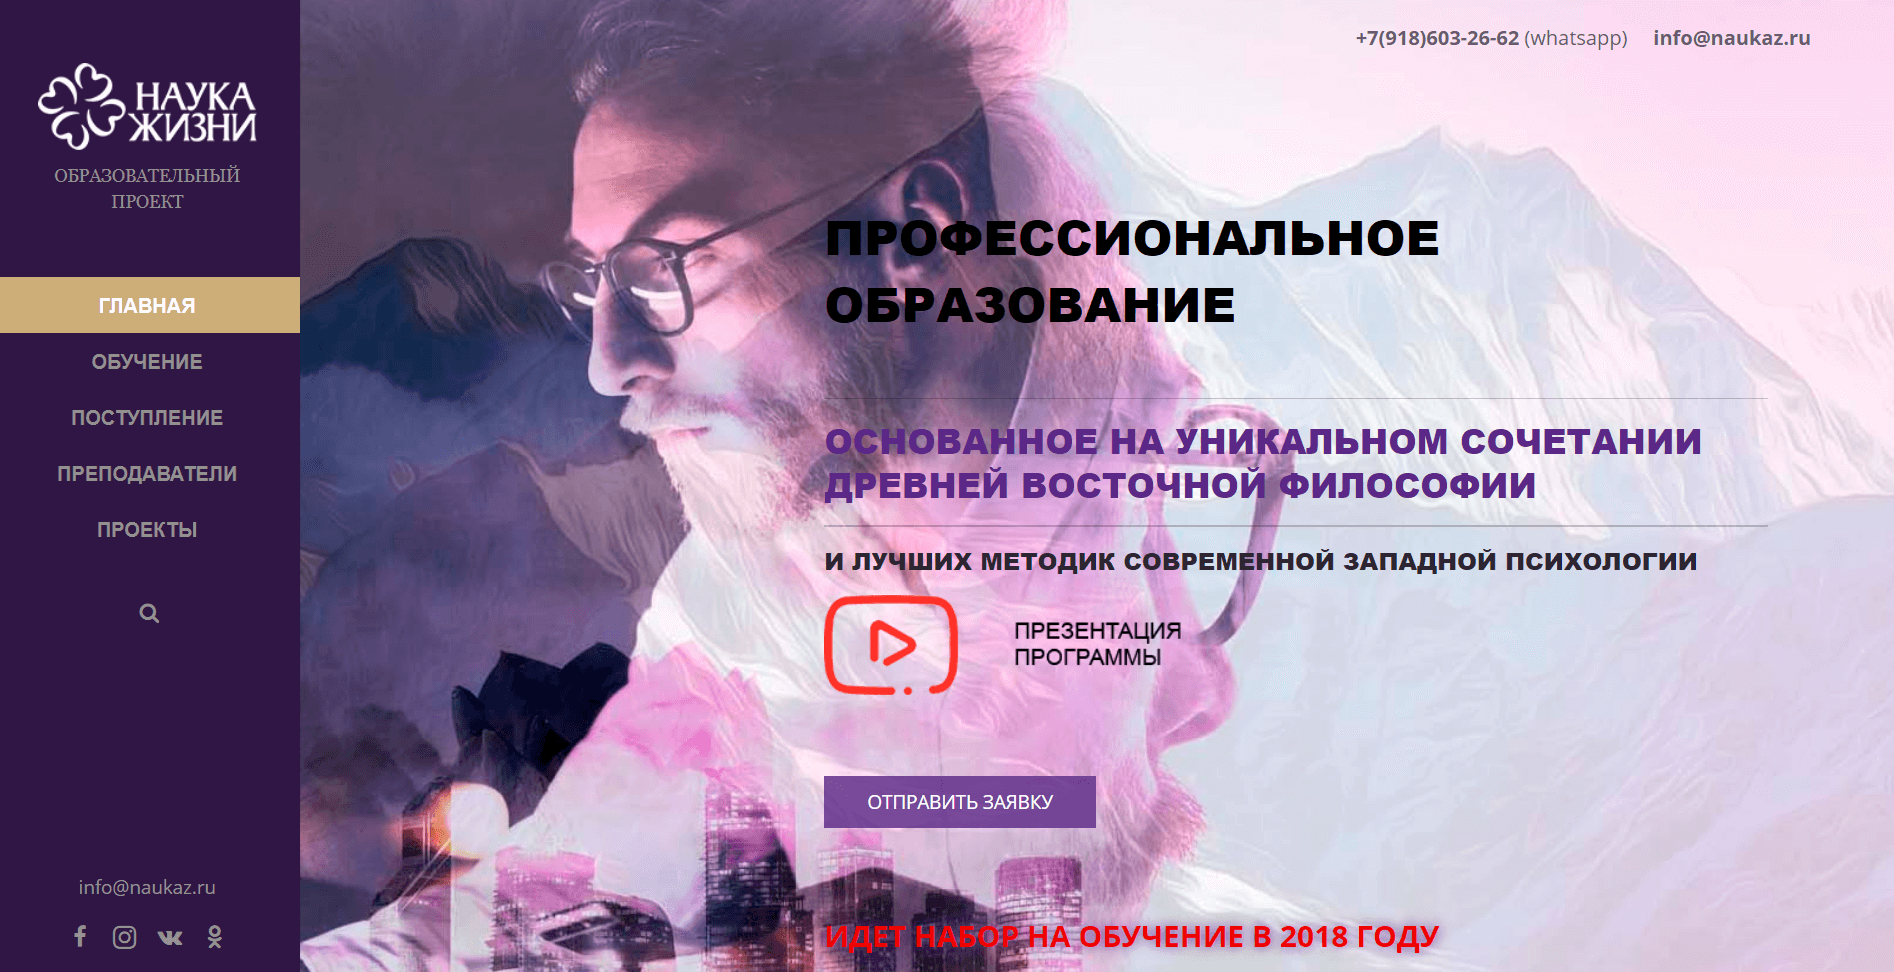 НАУКА
ЖИЗНИ
ОБРАЗОВАТЕЛЬНЫЙ
ПРОЕКТ
ГЛАВНАЯ
ОБУЧЕНИЕ
ПОСТУПЛЕНИЕ
ПРЕПОДАВАТЕЛИ
ПРОЕКТЫ
info@naukaz.ru
+7(918)603-26-62 (whatsapp) info@naukaz.ru
ПРОФЕССИОНАЛЬНОЕ
ОБРАЗОВАНИЕ
ОСНОВАННОЕ НА УНИКАЛЬНОМ СОЧЕТАНИИ
ДРЕВНЕЙ ВОСТОЧНОЙ ФИЛОСОФИИ
И ЛУЧШИХ МЕТОДИК СОВРЕМЕННОЙ ЗАПАДНОЙ ПСИХОЛОГИИ
ПРЕЗЕНТАЦИЯ
ПРОГРАММЫ
ОТПРАВИТЬ ЗАЯВКУ
ИДЕТ НАБОР НА ОБУЧЕНИЕ В 2018 ГОДУ